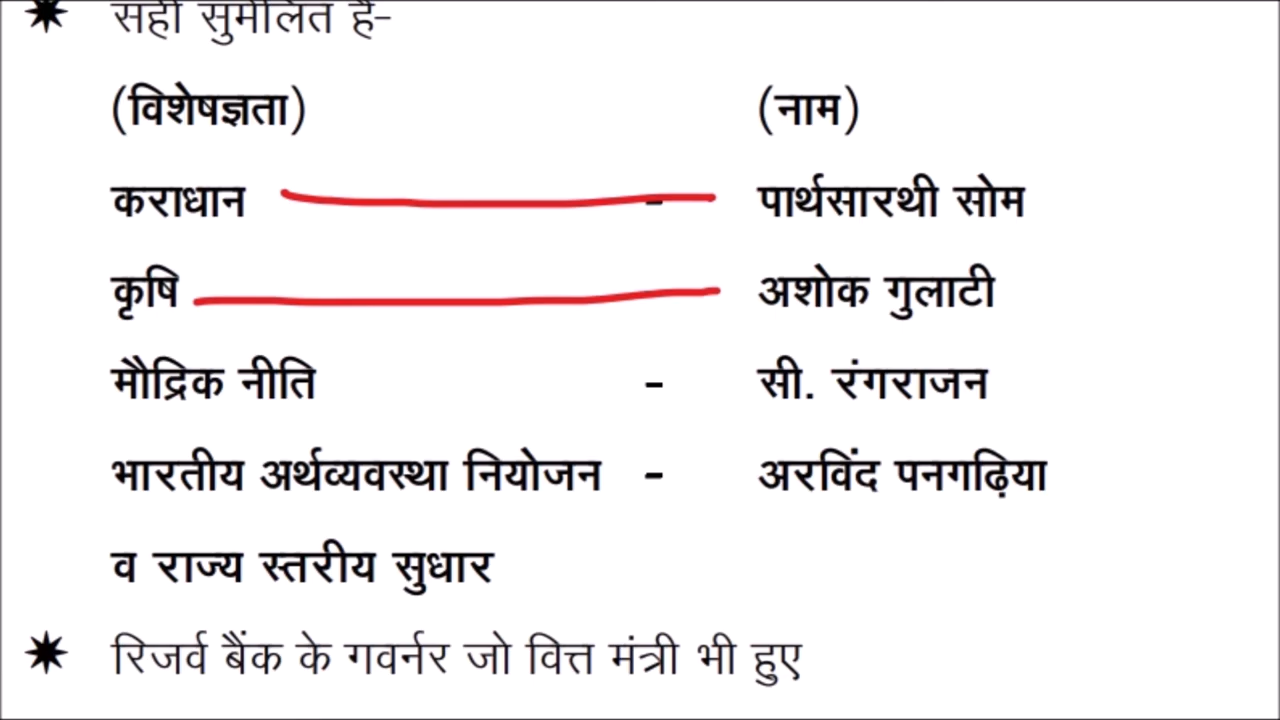 ✷ सही सुमेलित है-
(विशेषज्ञता) (नाम)
कराधान - पार्थसारथी सोम
कृषि अशोक गुलाटी
मौद्रिक नीति - सी. रंगराजन
भारतीय अर्थव्यवस्था नियोजन - अरविंद पनगढ़िया
व राज्य स्तरीय सुधार
✷ रिजर्व बैंक के गवर्नर जो वित्त मंत्री भी हुए